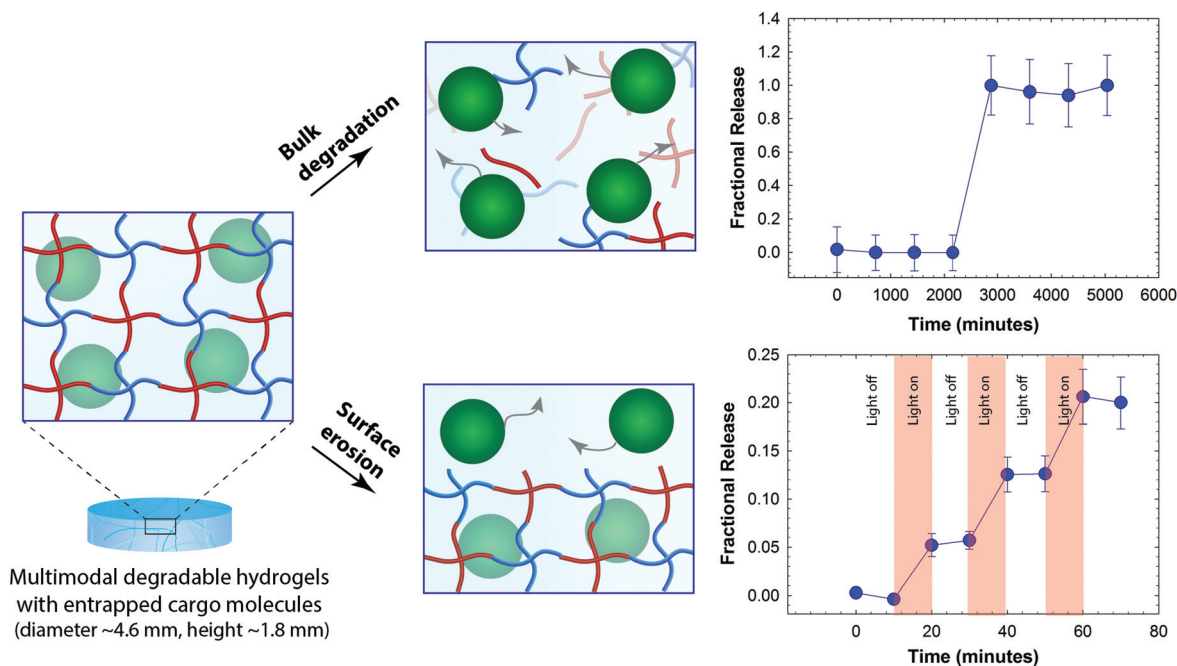 Bulk
degradation
Surface
erosion
Multimodal degradable hydrogels
with entrapped cargo molecules
(diameter ~4.6 mm, height ~1.8 mm)
Fractional Release
1.4
1.2
1.0
0.8
0.6
0.4
0.2
0.0
0 1000 2000 3000 4000 5000 6000
Time (minutes)
Fractional Release
0.25
0.20
0.15
0.10
0.05
0.00
Light off
Light on
Light off
Light on
Light off
Light on
0 20 40 60 80
Time (minutes)